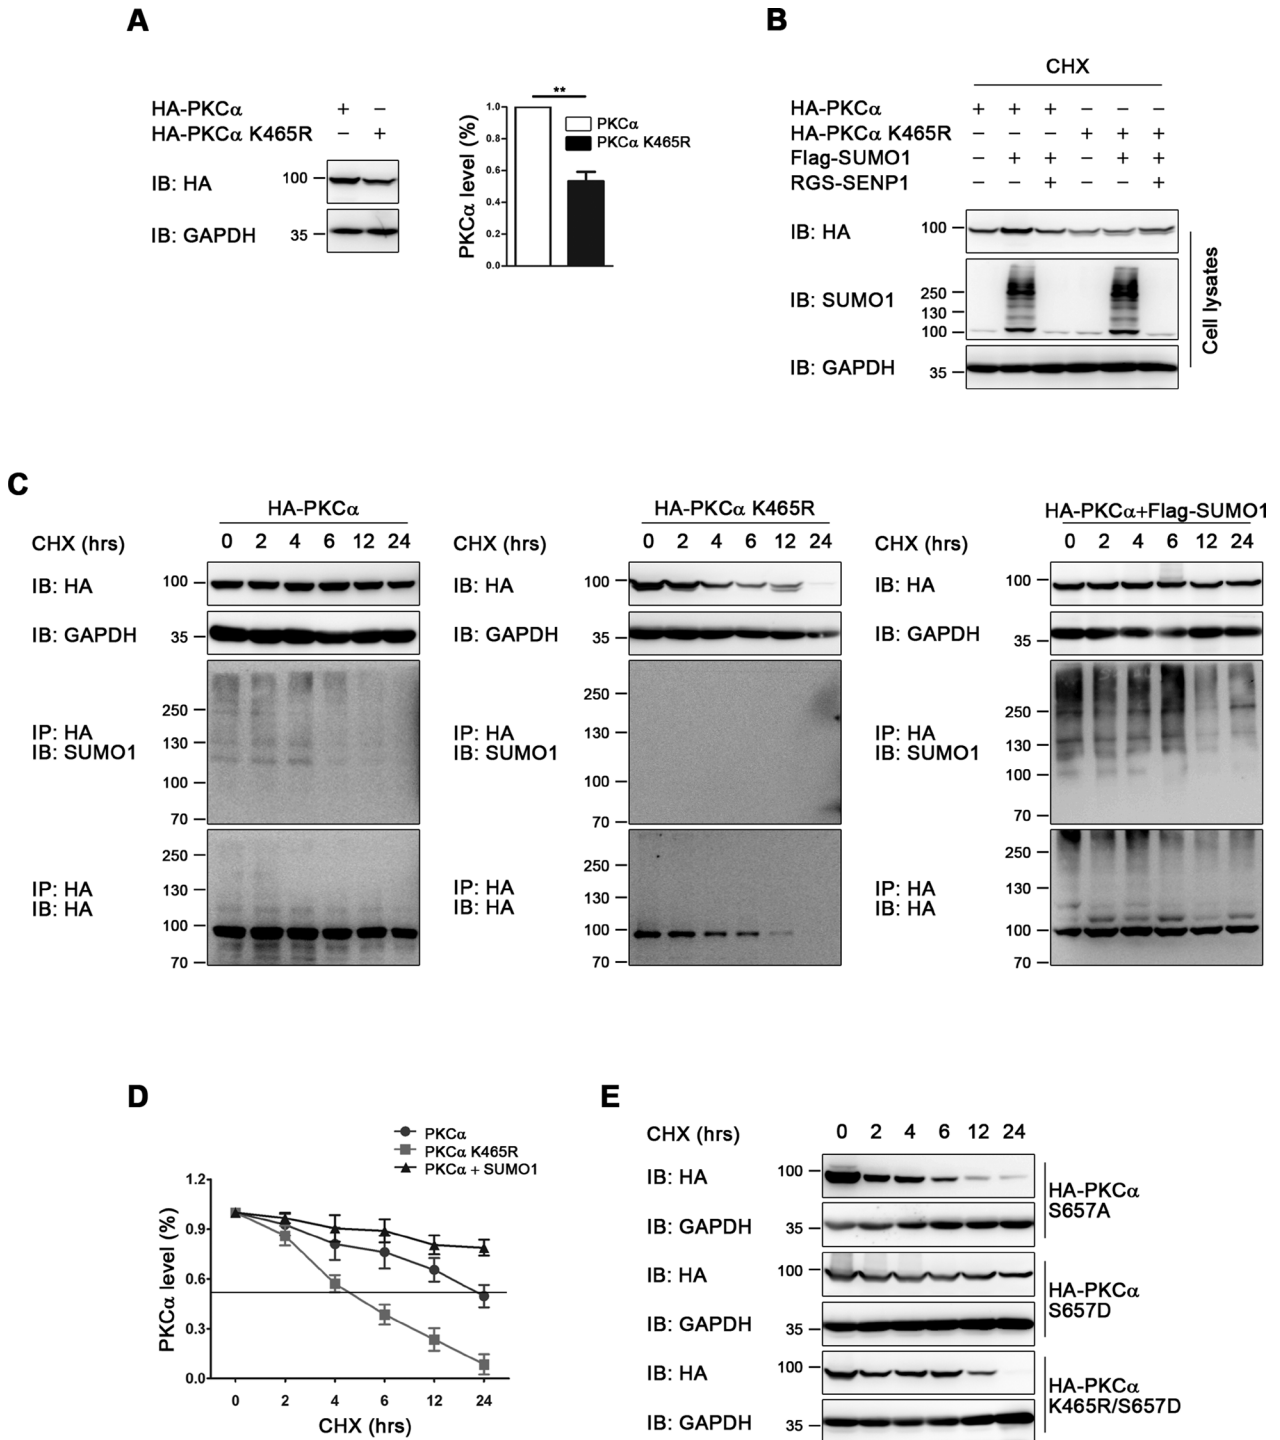 A
HA-PKCα + –
HA-PKCα K465R – +
IB: HA 100
IB: GAPDH 35
PKCα level (%)
1.0
0.8
0.6
0.4
0.2
0.0
**
PKCα
PKCα K465R
B
CHX
HA-PKCα + + + – – –
HA-PKCα K465R – – – + + +
Flag-SUMO1 – + + – + +
RGS-SENP1 – – + – – +
IB: HA 100
IB: SUMO1
250
130
100
IB: GAPDH 35
Cell lysates
C
HA-PKCα
CHX (hrs) 0 2 4 6 12 24
IB: HA 100
IB: GAPDH 35
IP: HA
IB: SUMO1
250
130
100
70
IP: HA
IB: HA
250
130
100
70
HA-PKCα K465R
CHX (hrs) 0 2 4 6 12 24
IB: HA 100
IB: GAPDH 35
IP: HA
IB: SUMO1
250
130
100
70
IP: HA
IB: HA
250
130
100
70
HA-PKCα+Flag-SUMO1
CHX (hrs) 0 2 4 6 12 24
IB: HA 100
IB: GAPDH 35
IP: HA
IB: SUMO1
250
130
100
70
IP: HA
IB: HA
250
130
100
70
D
PKCα
PKCα K465R
PKCα + SUMO1
PKCα level (%)
1.2
0.9
0.6
0.3
0.0
0 2 4 6 12 24
CHX (hrs)
E
CHX (hrs) 0 2 4 6 12 24
IB: HA 100
IB: GAPDH 35
HA-PKCα
S657A
IB: HA 100
IB: GAPDH 35
HA-PKCα
S657D
IB: HA 100
IB: GAPDH 35
HA-PKCα
K465R/S657D